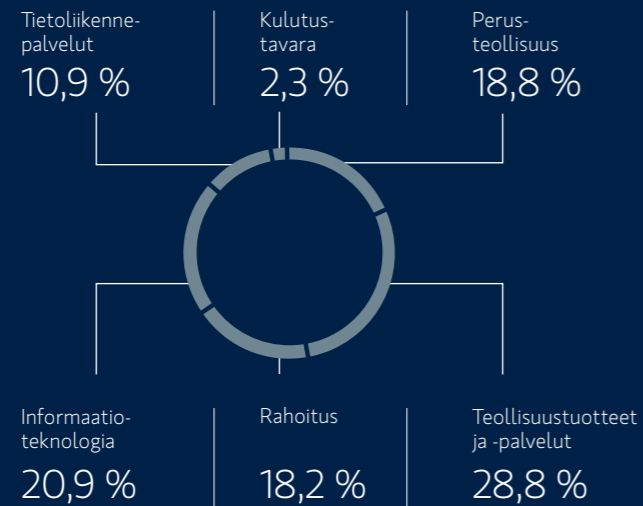 Tietoliikenne-
palvelut
10,9 %
Kulutus-
tavara
2,3 %
Perus-
teollisuus
18,8 %
Informaatio-
teknologia
20,9 %
Rahoitus
18,2 %
Teollisuustuotteet
ja -palvelut
28,8 %